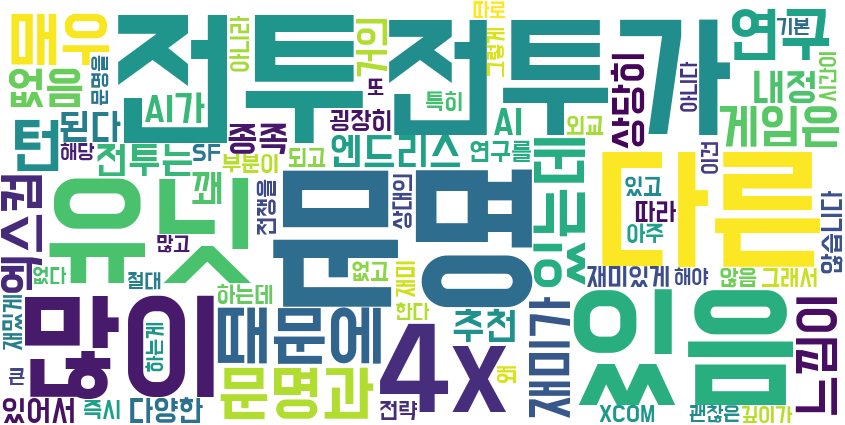 매우
문명을
아니라
전투
거의
따로
그렇게
전투가
연구
기본
없음
AI가
또
특히
상당히
아니다
내정
시간이
턴
된다
해당
종족
굉장히
AI
외교
게임은
전투는
SF
부분이
되고
엔드리스
연구를
이건
엑스컴
유닛
꽤
전쟁을
문명
상대의
있는데
다른
있고
따라
아주
않습니다
많고
없다
절대
없고
재미
재미있게
해야
않음
그래서
재밌게
많이
하는데
하는게
때문에
한다
4x
추천
왜
재미가
있음
느낌이
큰
있어서
즉시
다양한
문명과
전략
XCOM
괜찮은
깊이가